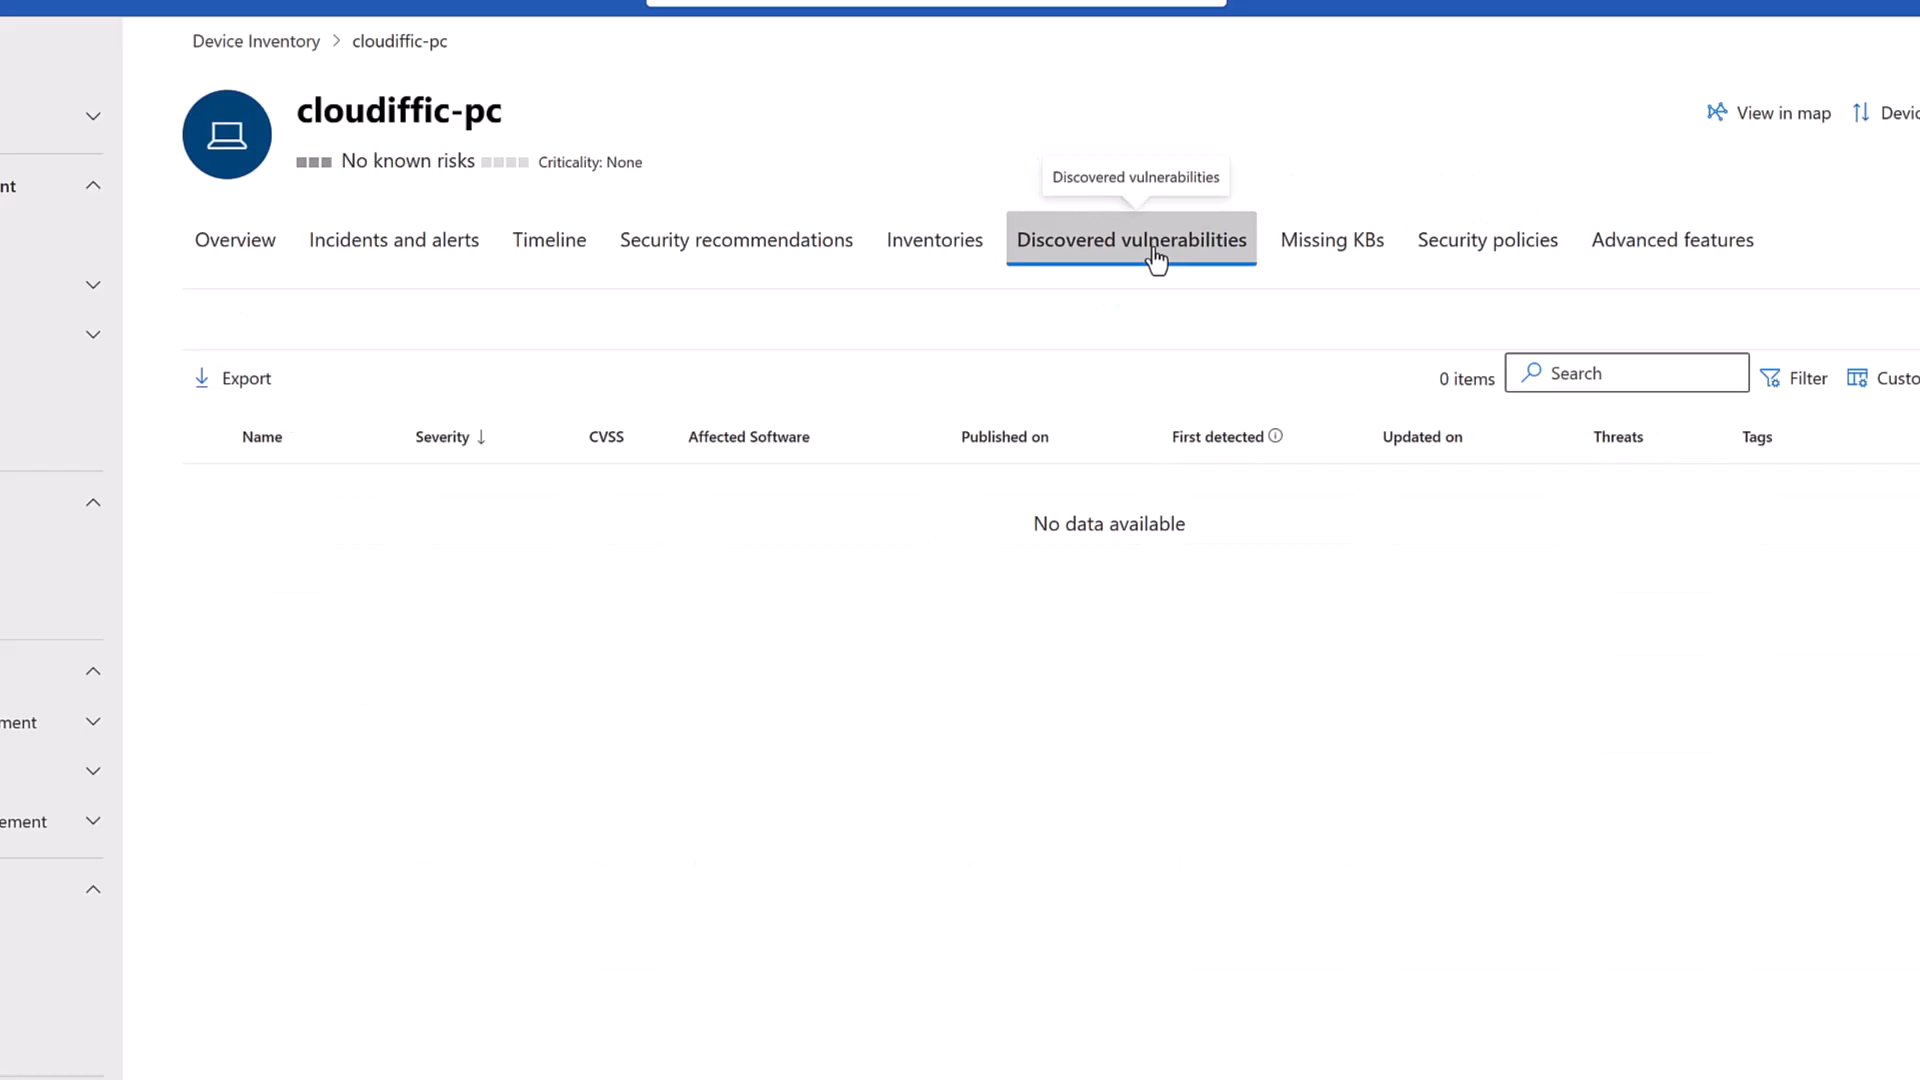 Device Inventory > cloudiffic-pc
cloudiffic-pc
No known risks Criticality: None
View in map Devic
nt
Discovered vulnerabilities
Overview Incidents and alerts Timeline Security recommendations Inventories Discovered vulnerabilities Missing KBs Security policies Advanced features
Export 0 items Search Filter Custo
Name Severity ↓ CVSS Affected Software Published on First detected Updated on Threats Tags
No data available
ment
ement